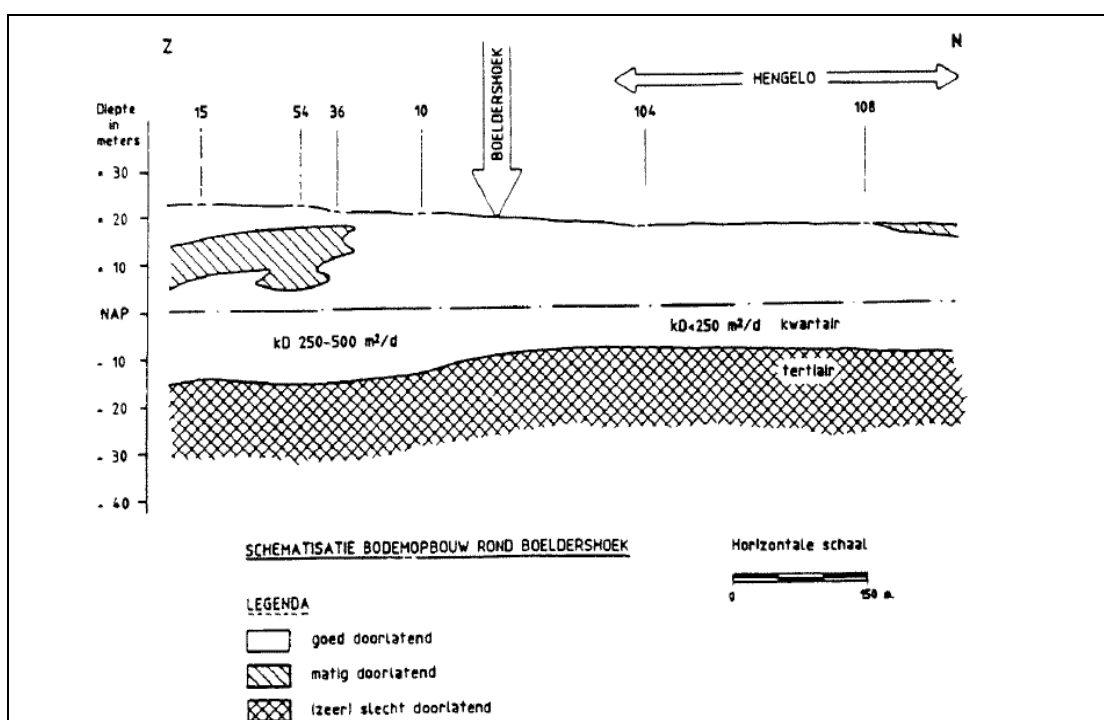 Z
N
BOELDERSHOEK
HENGELO
Diepte
in
meters
15
54
36
10
104
108
+ 30
+ 20
+ 10
NAP
- 10
- 20
- 30
- 40
kD 250-500 m²/d
kD<250 m²/d kwartair
tertiair
SCHEMATISATIE BODEMOPBOUW ROND BOELDERSHOEK
Horizontale schaal
0
150 m.
LEGENDA
goed doorlatend
matig doorlatend
(zeer) slecht doorlatend